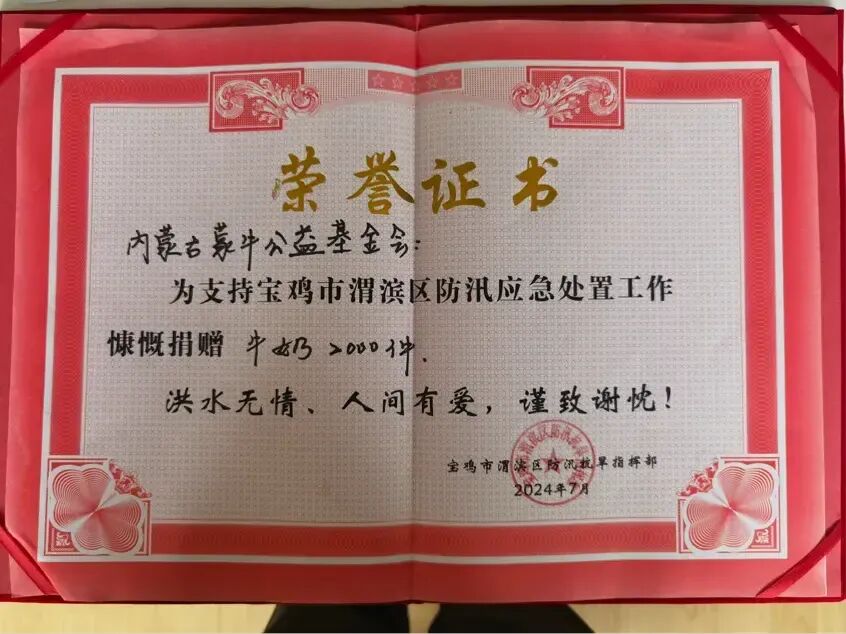 荣誉证书
内蒙古蒙牛公益基金会:
为支持宝鸡市渭滨区防汛应急处置工作
慷慨捐赠 牛奶 2000件.
洪水无情、人间有爱，谨致谢忱！
宝鸡市渭滨区防汛抗旱指挥部
2024年7月